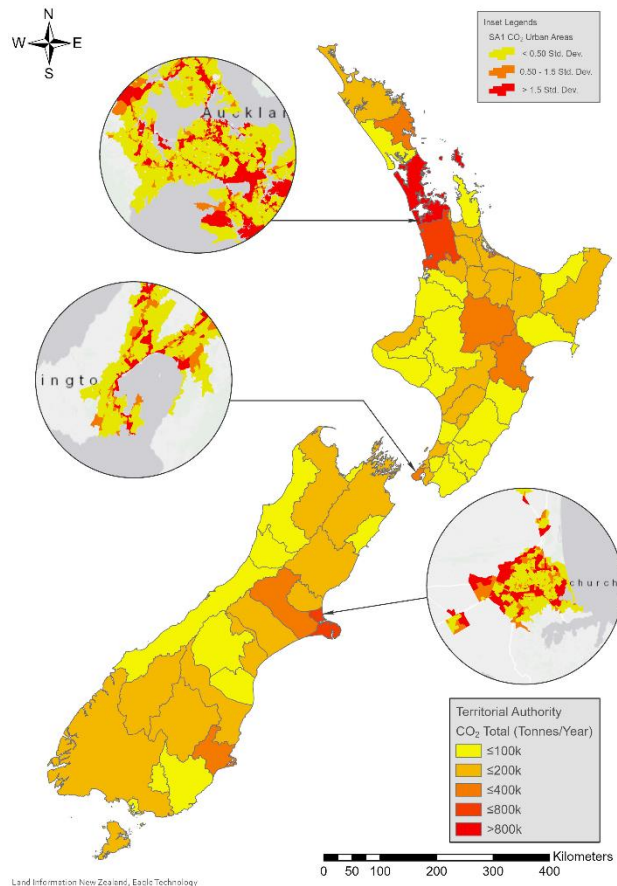 N
W E
S
Inset Legends
SA1 CO₂ Urban Areas
< 0.50 Std. Dev.
0.50 - 1.5 Std. Dev.
> 1.5 Std. Dev.
Aucklan
ington
church
Territorial Authority
CO₂ Total (Tonnes/Year)
≤100k
≤200k
≤400k
≤800k
>800k
Kilometers
0 50 100 200 300 400
Land Information New Zealand, Eagle Technology